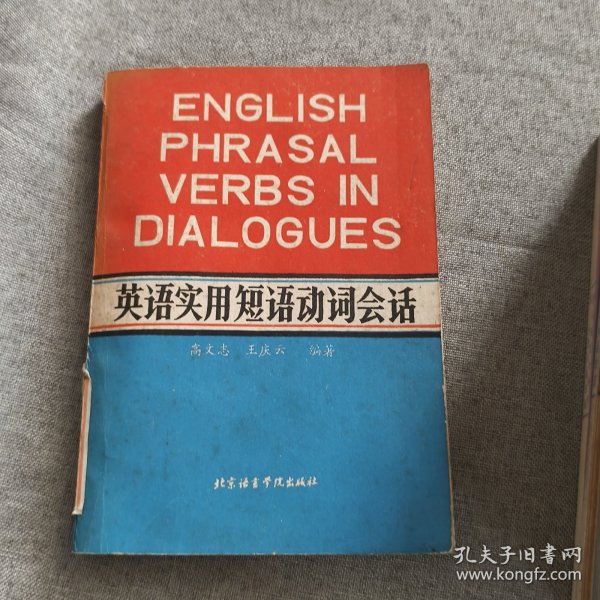 ENGLISH
PHRASAL
VERBS IN
DIALOGUES
英语实用短语动词会话
高文志 王庆云 编著
北京语言学院出版社
孔夫子旧书网
www.kongfz.com